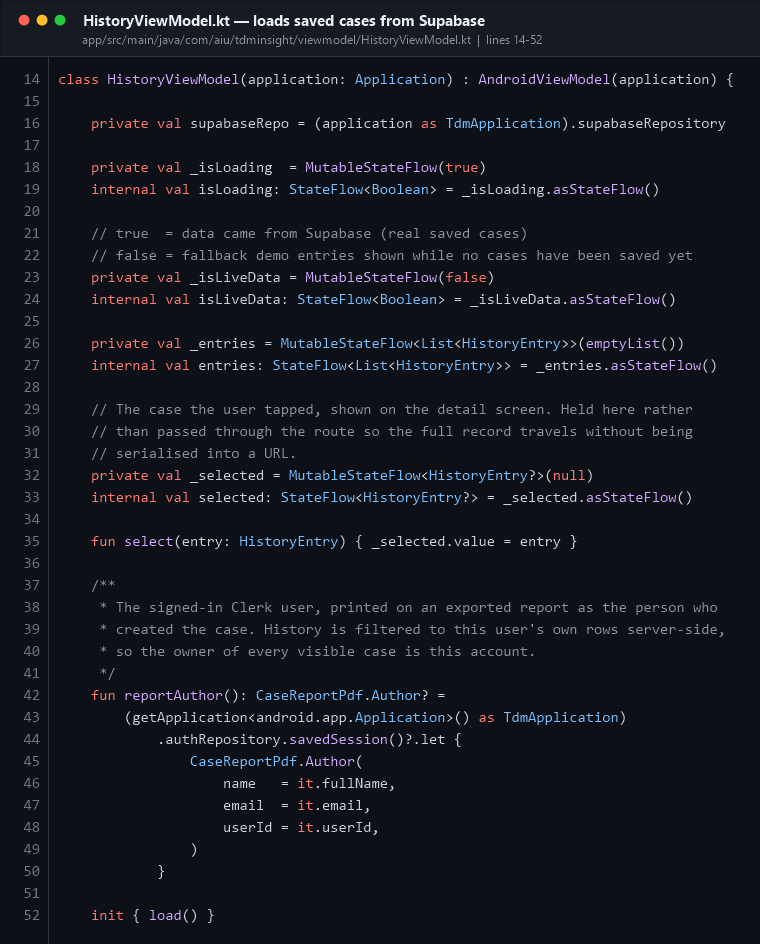 HistoryViewModel.kt — loads saved cases from Supabase
app/src/main/java/com/aiu/tdminsight/viewmodel/HistoryViewModel.kt | lines 14-52
14 class HistoryViewModel(application: Application) : AndroidViewModel(application) {
15
16     private val supabaseRepo = (application as TdmApplication).supabaseRepository
17
18     private val _isLoading  = MutableStateFlow(true)
19     internal val isLoading: StateFlow<Boolean> = _isLoading.asStateFlow()
20
21     // true  = data came from Supabase (real saved cases)
22     // false = fallback demo entries shown while no cases have been saved yet
23     private val _isLiveData = MutableStateFlow(false)
24     internal val isLiveData: StateFlow<Boolean> = _isLiveData.asStateFlow()
25
26     private val _entries = MutableStateFlow<List<HistoryEntry>>(emptyList())
27     internal val entries: StateFlow<List<HistoryEntry>> = _entries.asStateFlow()
28
29     // The case the user tapped, shown on the detail screen. Held here rather
30     // than passed through the route so the full record travels without being
31     // serialised into a URL.
32     private val _selected = MutableStateFlow<HistoryEntry?>(null)
33     internal val selected: StateFlow<HistoryEntry?> = _selected.asStateFlow()
34
35     fun select(entry: HistoryEntry) { _selected.value = entry }
36
37     /**
38      * The signed-in Clerk user, printed on an exported report as the person who
39      * created the case. History is filtered to this user's own rows server-side,
40      * so the owner of every visible case is this account.
41      */
42     fun reportAuthor(): CaseReportPdf.Author? =
43         (getApplication<android.app.Application>() as TdmApplication)
44             .authRepository.savedSession()?.let {
45                 CaseReportPdf.Author(
46                     name   = it.fullName,
47                     email  = it.email,
48                     userId = it.userId,
49                 )
50             }
51
52     init { load() }